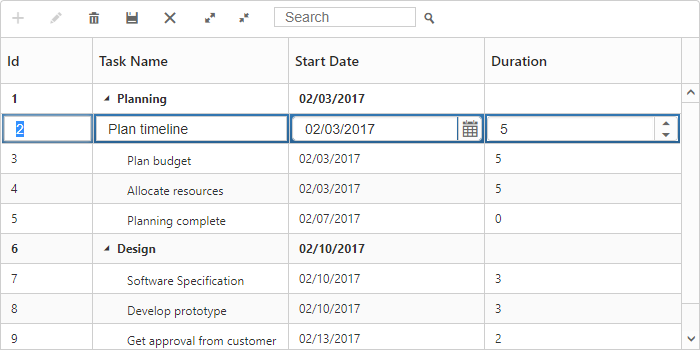 Search
Id Task Name Start Date Duration
1 Planning 02/03/2017
2 Plan timeline 02/03/2017 5
3 Plan budget 02/03/2017 5
4 Allocate resources 02/03/2017 5
5 Planning complete 02/07/2017 0
6 Design 02/10/2017
7 Software Specification 02/10/2017 3
8 Develop prototype 02/10/2017 3
9 Get approval from customer 02/13/2017 2